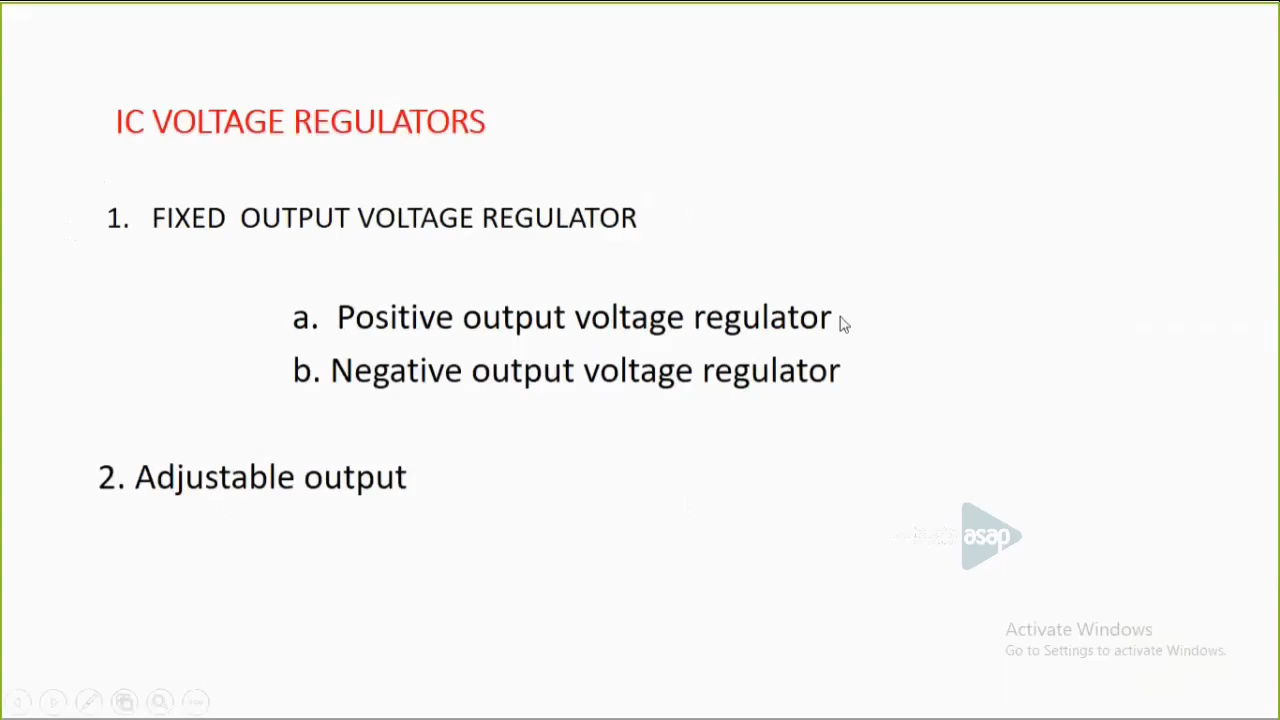 IC VOLTAGE REGULATORS
1. FIXED OUTPUT VOLTAGE REGULATOR
a. Positive output voltage regulator
b. Negative output voltage regulator
2. Adjustable output
asap
Activate Windows
Go to Settings to activate Windows.